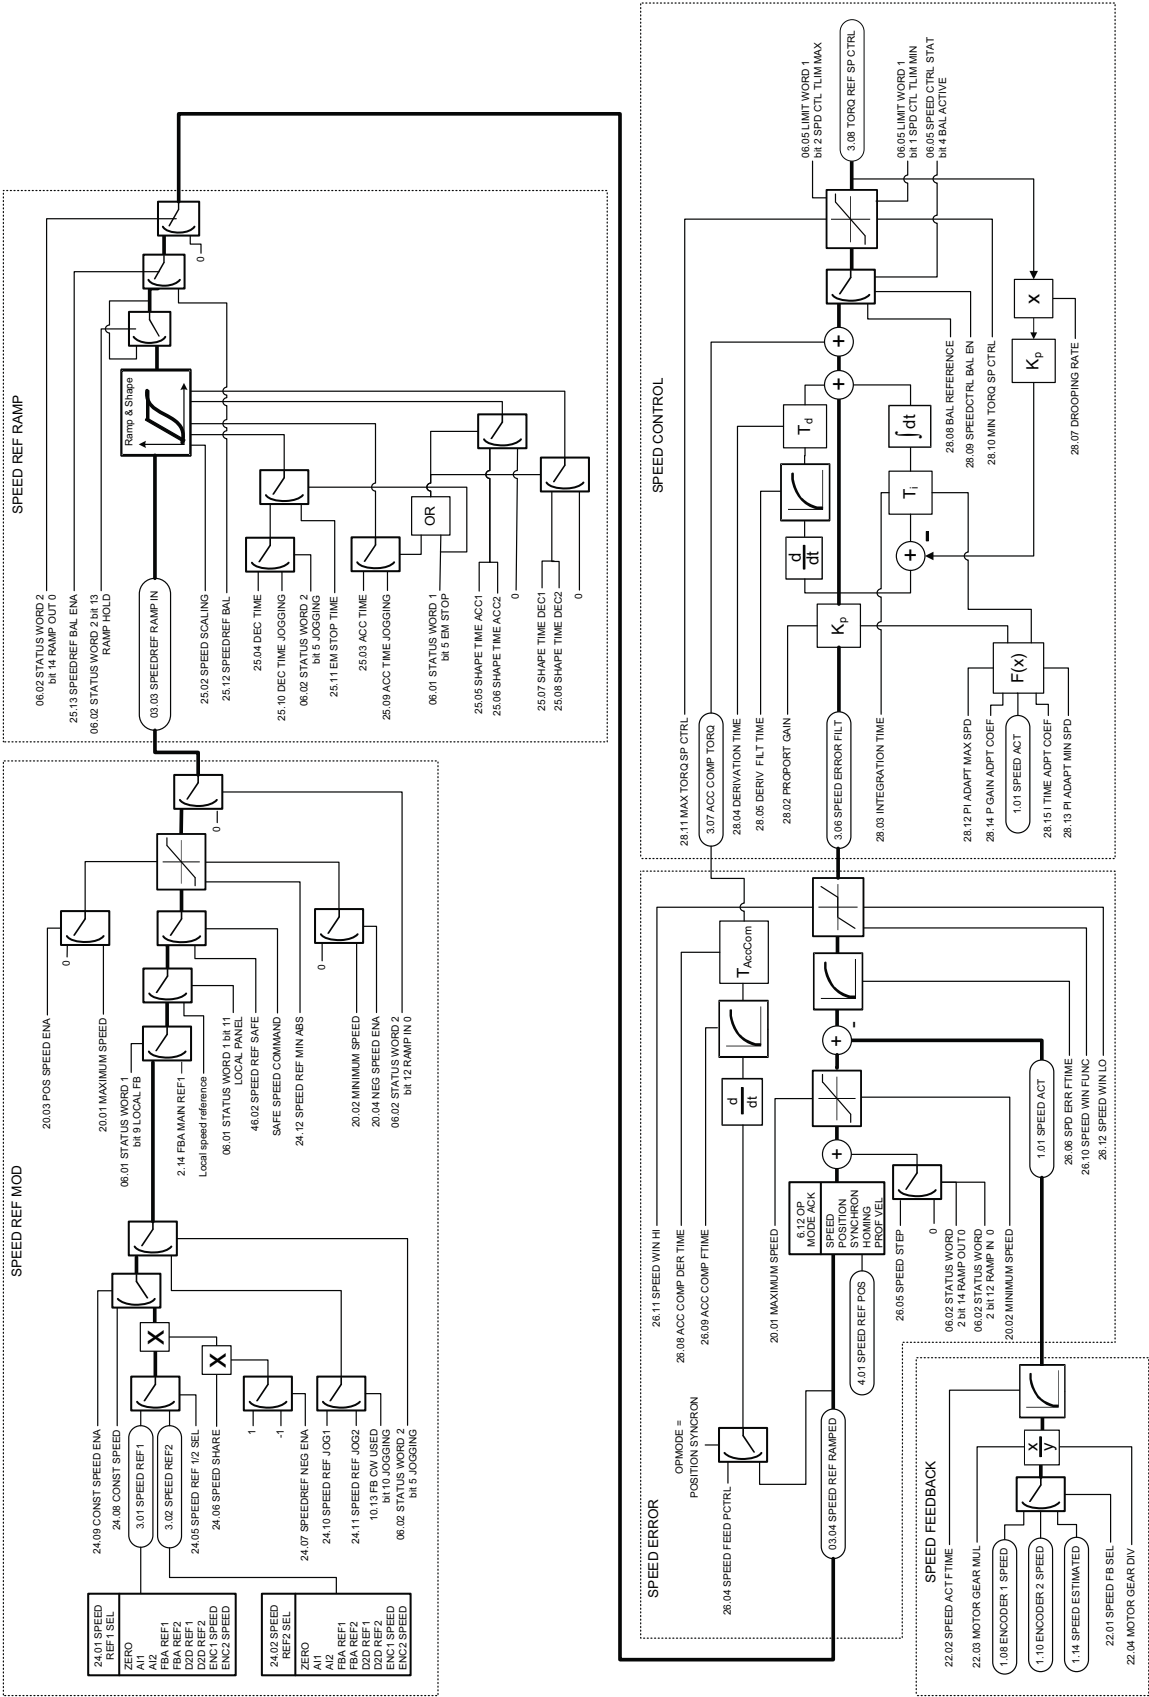 SPEED REF MOD
24.01 SPEED
REF1 SEL
ZERO
AI1
AI2
FBA REF1
FBA REF2
D2D REF1
D2D REF2
ENC1 SPEED
ENC2 SPEED
24.02 SPEED
REF2 SEL
ZERO
AI1
AI2
FBA REF1
FBA REF2
D2D REF1
D2D REF2
ENC1 SPEED
ENC2 SPEED
24.09 CONST SPEED ENA
24.08 CONST SPEED
3.01 SPEED REF1
3.02 SPEED REF2
24.05 SPEED REF 1/2 SEL
24.06 SPEED SHARE
1
-1
24.07 SPEEDREF NEG ENA
24.10 SPEED REF JOG1
24.11 SPEED REF JOG2
10.13 FB CW USED
bit 10 JOGGING
06.02 STATUS WORD 2
bit 5 JOGGING
X
X
20.03 POS SPEED ENA
0
20.01 MAXIMUM SPEED
06.01 STATUS WORD 1
bit 9 LOCAL FB
2.14 FBA MAIN REF1
Local speed reference
06.01 STATUS WORD 1 bit 11
LOCAL PANEL
46.02 SPEED REF SAFE
SAFE SPEED COMMAND
24.12 SPEED REF MIN ABS
0
20.02 MINIMUM SPEED
20.04 NEG SPEED ENA
06.02 STATUS WORD 2
bit 12 RAMP IN 0
0
SPEED REF RAMP
06.02 STATUS WORD 2
bit 14 RAMP OUT 0
25.13 SPEEDREF BAL ENA
06.02 STATUS WORD 2 bit 13
RAMP HOLD
03.03 SPEEDREF RAMP IN
25.02 SPEED SCALING
25.12 SPEEDREF BAL
25.04 DEC TIME
25.10 DEC TIME JOGGING
06.02 STATUS WORD 2
bit 5 JOGGING
25.11 EM STOP TIME
25.03 ACC TIME
25.09 ACC TIME JOGGING
06.01 STATUS WORD 1
bit 5 EM STOP
25.05 SHAPE TIME ACC1
25.06 SHAPE TIME ACC2
0
25.07 SHAPE TIME DEC1
25.08 SHAPE TIME DEC2
0
OR
Ramp & Shape
0
SPEED ERROR
OPMODE =
POSITION SYNCRON
26.04 SPEED FEED PCTRL
03.04 SPEED REF RAMPED
26.11 SPEED WIN HI
26.08 ACC COMP DER TIME
26.09 ACC COMP FTIME
20.01 MAXIMUM SPEED
6.12 OP
MODE ACK
SPEED
POSITION
SYNCHRON
HOMING
PROF VEL
4.01 SPEED REF POS
26.05 SPEED STEP
0
06.02 STATUS WORD
2 bit 14 RAMP OUT 0
06.02 STATUS WORD
2 bit 12 RAMP IN 0
20.02 MINIMUM SPEED
d
dt
TAccCom
+
+
-
1.01 SPEED ACT
26.06 SPD ERR FTIME
26.10 SPEED WIN FUNC
26.12 SPEED WIN LO
SPEED FEEDBACK
22.02 SPEED ACT FTIME
22.03 MOTOR GEAR MUL
1.08 ENCODER 1 SPEED
1.10 ENCODER 2 SPEED
1.14 SPEED ESTIMATED
22.01 SPEED FB SEL
22.04 MOTOR GEAR DIV
x
y
SPEED CONTROL
28.11 MAX TORQ SP CTRL
3.07 ACC COMP TORQ
28.04 DERIVATION TIME
28.05 DERIV FILT TIME
28.02 PROPORT GAIN
3.06 SPEED ERROR FILT
28.03 INTEGRATION TIME
28.12 PI ADAPT MAX SPD
28.14 P GAIN ADPT COEF
1.01 SPEED ACT
28.15 I TIME ADPT COEF
28.13 PI ADAPT MIN SPD
F(x)
Kp
d
dt
+
-
Ti
Td
∫dt
+
+
28.08 BAL REFERENCE
28.09 SPEEDCTRL BAL EN
28.10 MIN TORQ SP CTRL
28.07 DROOPING RATE
Kp
x
06.05 LIMIT WORD 1
bit 2 SPD CTL TLIM MAX
3.08 TORQ REF SP CTRL
06.05 LIMIT WORD 1
bit 1 SPD CTL TLIM MIN
06.05 SPEED CTRL STAT
bit 4 BAL ACTIVE